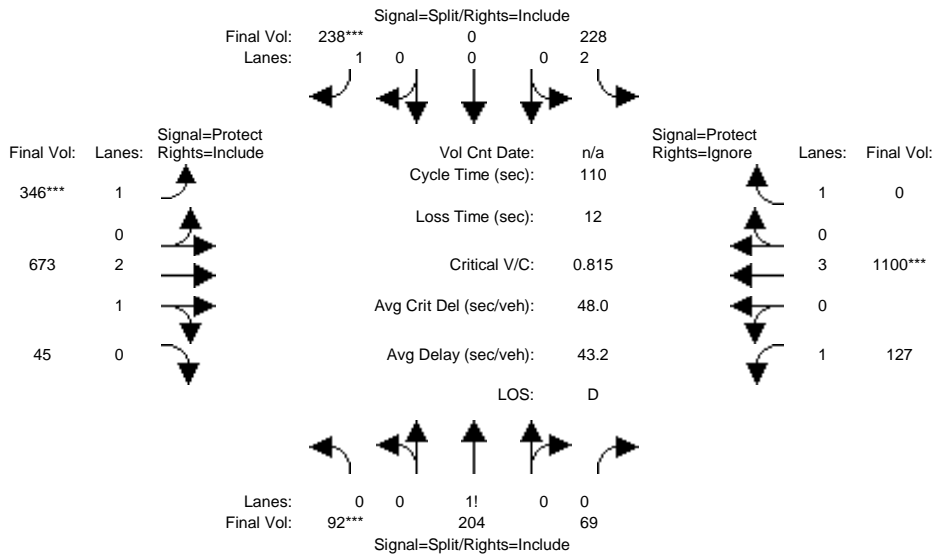 Signal=Split/Rights=Include
Final Vol: 238*** 0 228
Lanes: 1 0 0 0 2
Signal=Protect Signal=Protect
Final Vol: Lanes: Rights=Include Vol Cnt Date: n/a Rights=Ignore Lanes: Final Vol:
Cycle Time (sec): 110
346*** 1 1 0
Loss Time (sec): 12
0 0
673 2 Critical V/C: 0.815 3 1100***
1 Avg Crit Del (sec/veh): 48.0 0
45 0 Avg Delay (sec/veh): 43.2 1 127
LOS: D
Lanes: 0 0 1! 0 0
Final Vol: 92*** 204 69
Signal=Split/Rights=Include